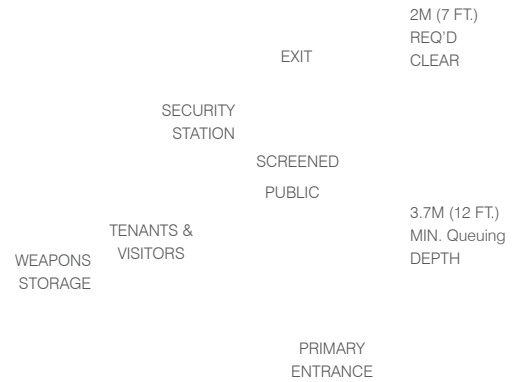 2M (7 FT.)
REQ'D
CLEAR
EXIT
SECURITY
STATION
SCREENED
PUBLIC
3.7M (12 FT.)
MIN. Queuing
DEPTH
TENANTS &
VISITORS
WEAPONS
STORAGE
PRIMARY
ENTRANCE